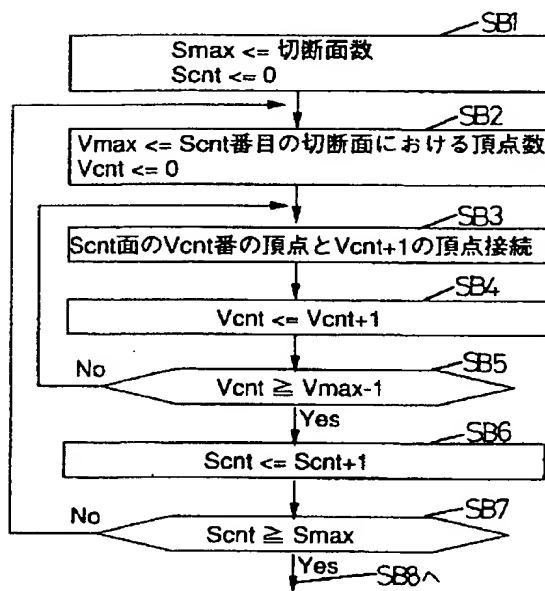 SB1
Smax <= 切断面数
Scnt <= 0
SB2
Vmax <= Scnt番目の切断面における頂点数
Vcnt <= 0
SB3
Scnt面のVcnt番の頂点とVcnt+1の頂点接続
SB4
Vcnt <= Vcnt+1
SB5
No
Vcnt ≧ Vmax-1
Yes
SB6
Scnt <= Scnt+1
SB7
No
Scnt ≧ Smax
Yes
SB8へ